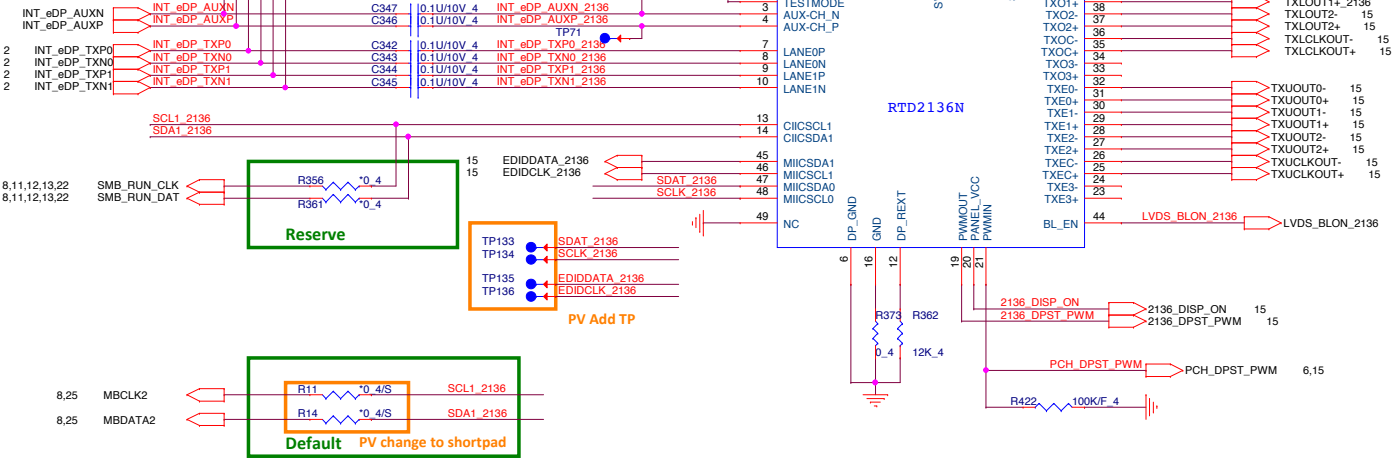 TESTMODE
TXO1+
TXLOUT1+_2136
INT_eDP_AUXN INT_eDP_AUXN C347 0.1U/10V_4 INT_eDP_AUXN_2136 3 AUX-CH_N
INT_eDP_AUXP INT_eDP_AUXP C346 0.1U/10V_4 INT_eDP_AUXP_2136 4 AUX-CH_P
TP71
2 INT_eDP_TXP0 INT_eDP_TXP0 C342 0.1U/10V_4 INT_eDP_TXP0_2136 7 LANE0P
2 INT_eDP_TXN0 INT_eDP_TXN0 C343 0.1U/10V_4 INT_eDP_TXN0_2136 8 LANE0N
2 INT_eDP_TXP1 INT_eDP_TXP1 C344 0.1U/10V_4 INT_eDP_TXP1_2136 9 LANE1P
2 INT_eDP_TXN1 INT_eDP_TXN1 C345 0.1U/10V_4 INT_eDP_TXN1_2136 10 LANE1N
TXO2- 38 TXLOUT2- 15
TXO2+ 37 TXLOUT2+ 15
TXOC- 36 TXLCLKOUT- 15
TXOC+ 35 TXLCLKOUT+ 15
TXO3- 34
TXO3+ 33
TXE0- 32 TXUOUT0- 15
TXE0+ 31 TXUOUT0+ 15
TXE1- 30 TXUOUT1- 15
TXE1+ 29 TXUOUT1+ 15
TXE2- 28 TXUOUT2- 15
TXE2+ 27 TXUOUT2+ 15
TXEC- 26 TXUCLKOUT- 15
TXEC+ 25 TXUCLKOUT+ 15
TXE3- 24
TXE3+ 23
RTD2136N
SCL1_2136 13 CIICSCL1
SDA1_2136 14 CIICSDA1
15 EDIDDATA_2136 45 MIICSDA1
15 EDIDCLK_2136 46 MIICSCL1
SDAT_2136 47 MIICSDA0
SCLK_2136 48 MIICSCL0
49 NC
8,11,12,13,22 SMB_RUN_CLK R356 *0_4
8,11,12,13,22 SMB_RUN_DAT R361 *0_4
Reserve
BL_EN 44 LVDS_BLON_2136 LVDS_BLON_2136
DP_GND GND DP_REXT PWMOUT PANEL_VCC PWMIN
6 16 12 19 20 21
TP133 SDAT_2136
TP134 SCLK_2136
TP135 EDIDDATA_2136
TP136 EDIDCLK_2136
PV Add TP
R373 R362
0_4 12K_4
2136_DISP_ON 2136_DISP_ON 15
2136_DPST_PWM 2136_DPST_PWM 15
PCH_DPST_PWM PCH_DPST_PWM 6,15
R422 100K/F_4
8,25 MBCLK2 R11 *0_4/S SCL1_2136
8,25 MBDATA2 R14 *0_4/S SDA1_2136
Default PV change to shortpad